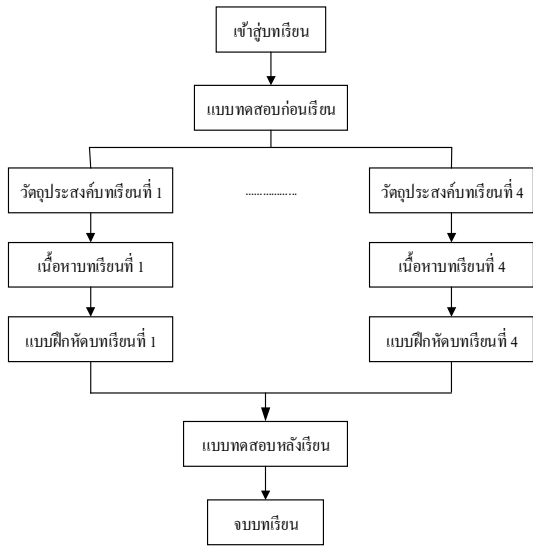 เข้าสู่บทเรียน
แบบทดสอบก่อนเรียน
วัตถุประสงค์บทเรียนที่ 1
.................
วัตถุประสงค์บทเรียนที่ 4
เนื้อหาบทเรียนที่ 1
เนื้อหาบทเรียนที่ 4
แบบฝึกหัดบทเรียนที่ 1
แบบฝึกหัดบทเรียนที่ 4
แบบทดสอบหลังเรียน
จบบทเรียน